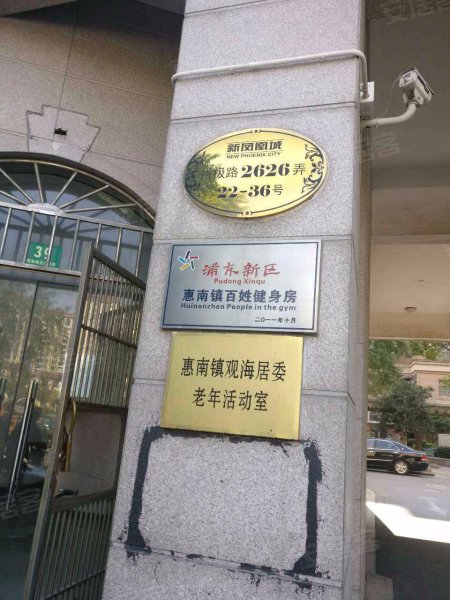 新凤凰城
NEW PHOENIX CITY
拱极路2626弄
22-36号
浦东新区
Pudong Xinqu
惠南镇百姓健身房
Huinanzhen People in the gym
二〇一一年十月
惠南镇观海居委
老年活动室
39